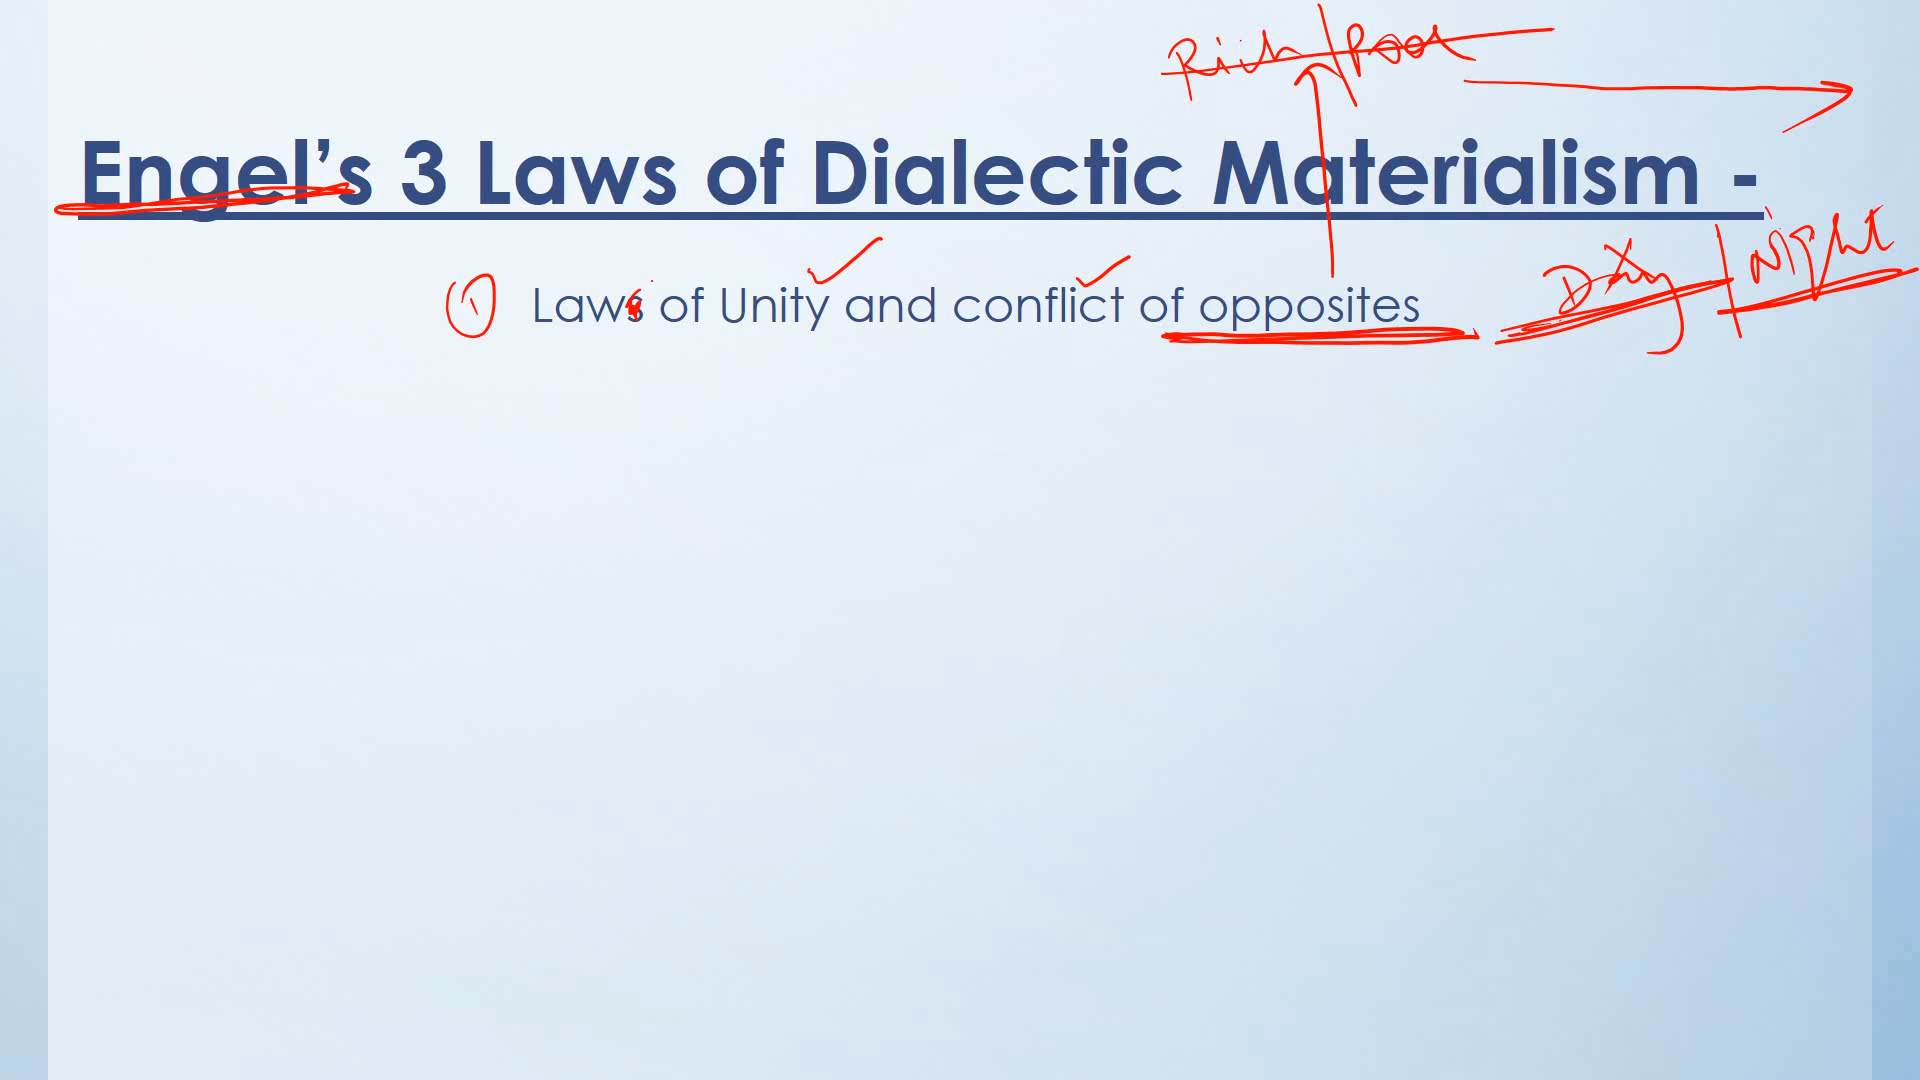 Rich / Poor
Engel’s 3 Laws of Dialectic Materialism -
Day / Night
① Laws of Unity and conflict of opposites